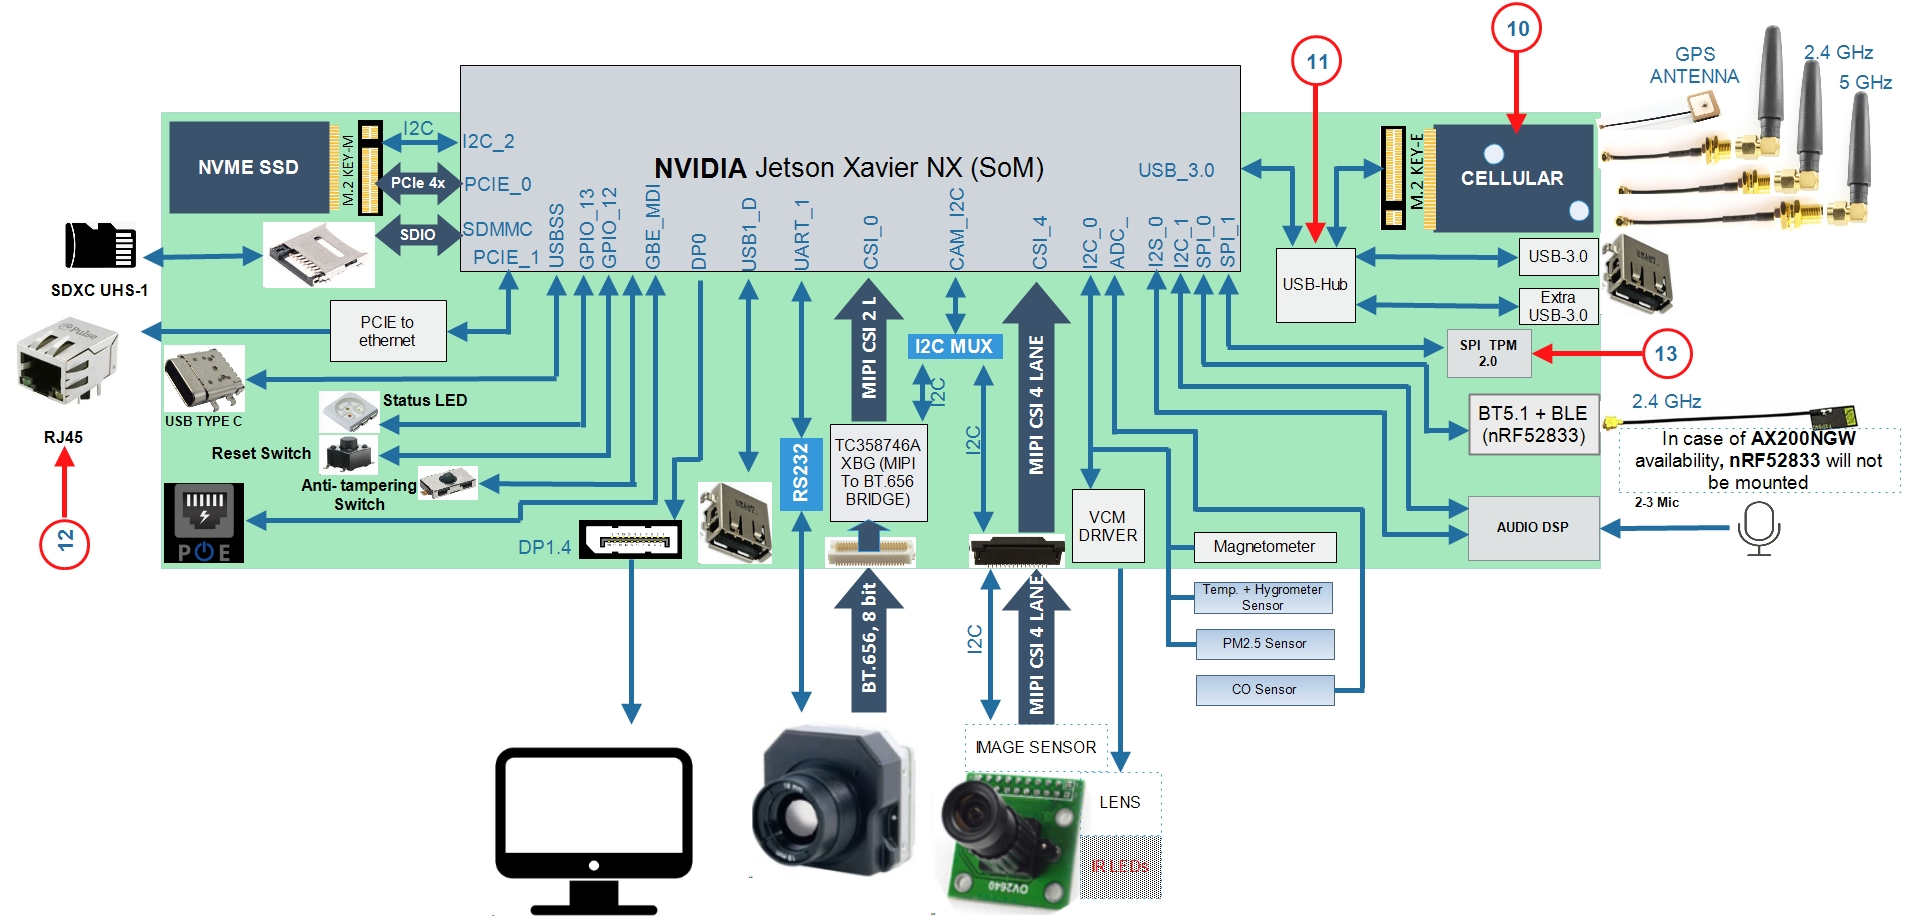 10
11
GPS
ANTENNA
2.4 GHz
5 GHz
NVME SSD
M.2 KEY-M
I2C
I2C_2
PCIe 4x
PCIE_0
SDIO
SDMMC
PCIE_1
NVIDIA Jetson Xavier NX (SoM)
USB_3.0
USBSS
GPIO_13
GPIO_12
GBE_MDI
DP0
USB1_D
UART_1
CSI_0
CAM_I2C
CSI_4
I2C_0
ADC_
I2S_0
I2C_1
SPI_0
SPI_1
M.2 KEY-E
CELLULAR
USB-Hub
USB-3.0
Extra
USB-3.0
SDXC UHS-1
Pulse
PCIE to
ethernet
RJ45
12
USB TYPE C
Status LED
Reset Switch
Anti- tampering
Switch
POE
DP1.4
RS232
MIPI CSI 2 L
I2C MUX
I2C
I2C
MIPI CSI 4 LANE
TC358746A
XBG (MIPI
To BT.656
BRIDGE)
VCM
DRIVER
SPI TPM
2.0
13
BT5.1 + BLE
(nRF52833)
2.4 GHz
In case of AX200NGW
availability, nRF52833 will not
be mounted
2-3 Mic
AUDIO DSP
Magnetometer
Temp. + Hygrometer
Sensor
PM2.5 Sensor
CO Sensor
BT.656, 8 bit
I2C
MIPI CSI 4 LANE
IMAGE SENSOR
LENS
IR LEDs
OV2640